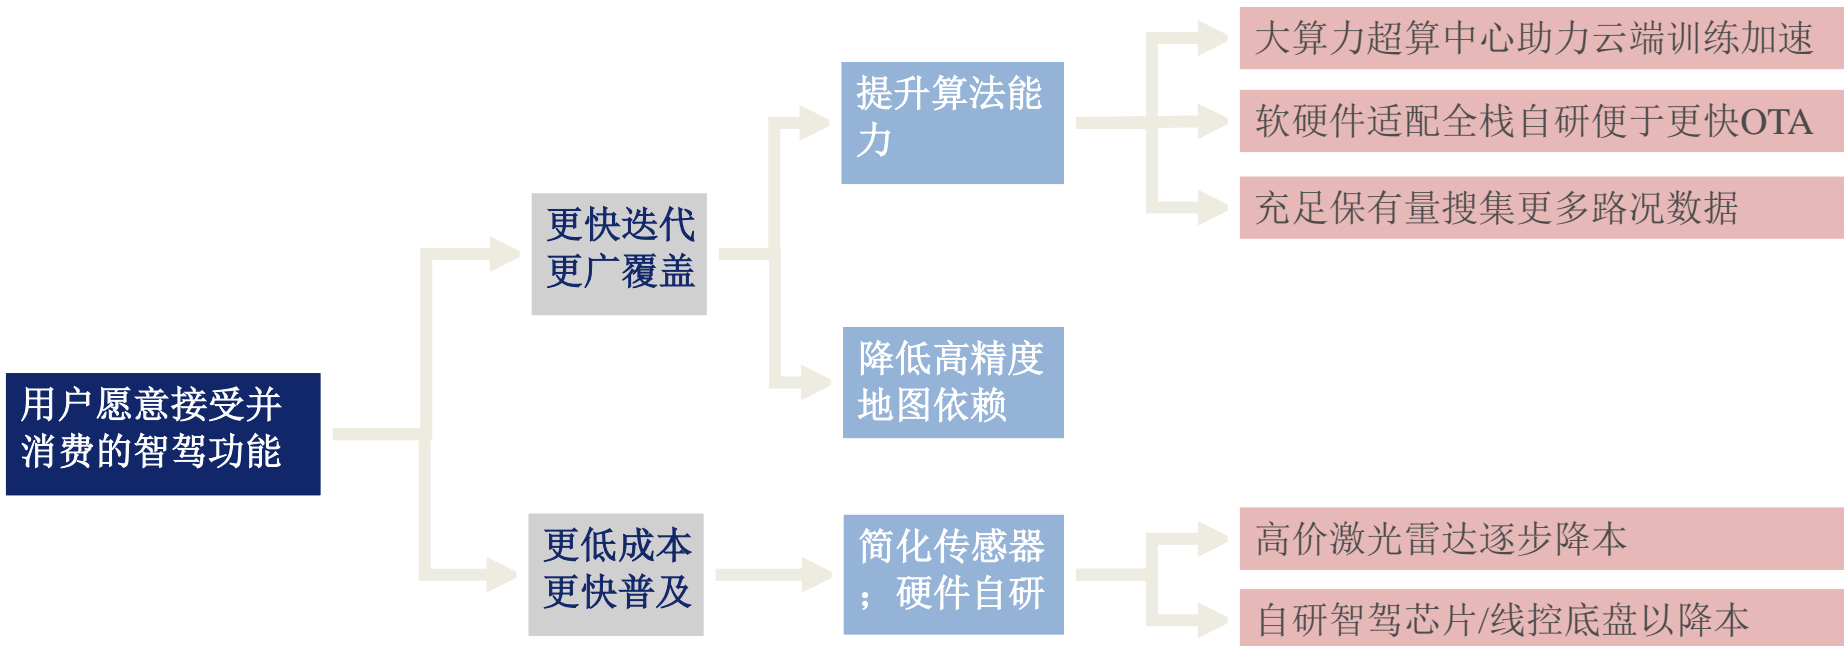 用户愿意接受并
消费的智驾功能
更快迭代
更广覆盖
更低成本
更快普及
提升算法能
力
降低高精度
地图依赖
简化传感器
；硬件自研
大算力超算中心助力云端训练加速
软硬件适配全栈自研便于更快OTA
充足保有量搜集更多路况数据
高价激光雷达逐步降本
自研智驾芯片/线控底盘以降本